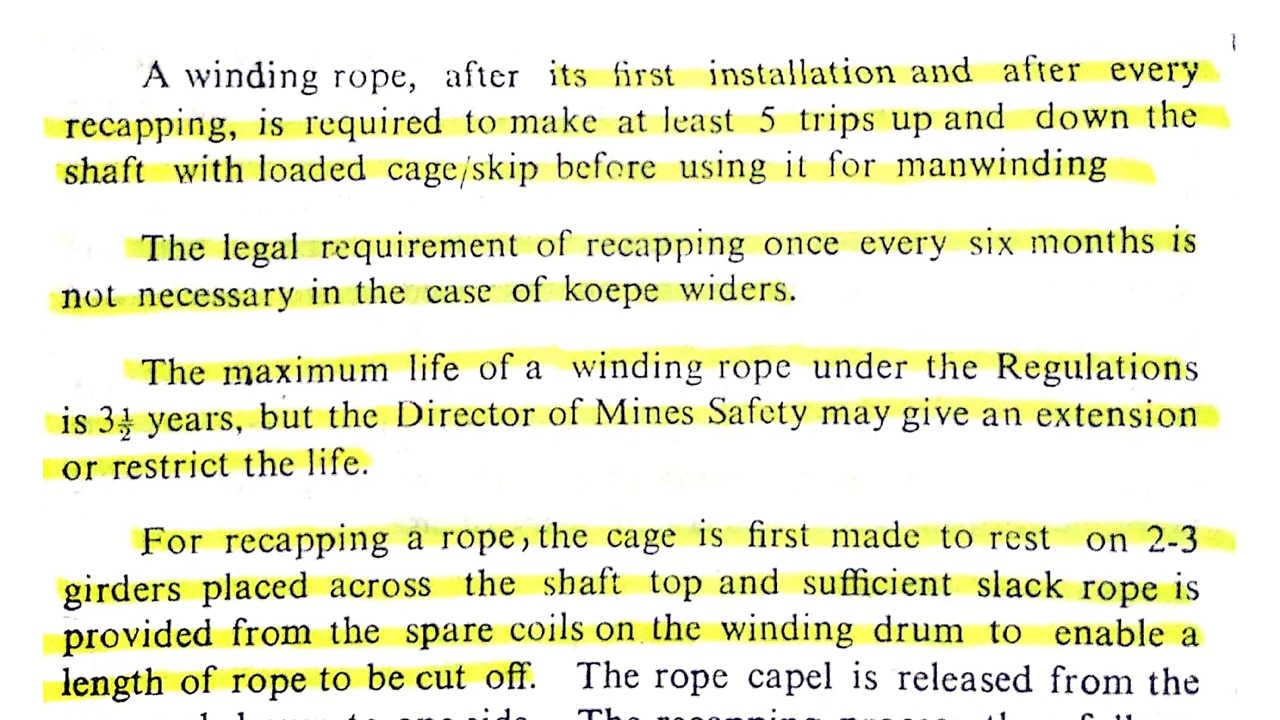 A winding rope, after its first installation and after every
recapping, is required to make at least 5 trips up and down the
shaft with loaded cage/skip before using it for manwinding
The legal requirement of recapping once every six months is
not necessary in the case of koepe widers.
The maximum life of a winding rope under the Regulations
is 3½ years, but the Director of Mines Safety may give an extension
or restrict the life.
For recapping a rope, the cage is first made to rest on 2-3
girders placed across the shaft top and sufficient slack rope is
provided from the spare coils on the winding drum to enable a
length of rope to be cut off. The rope capel is released from the